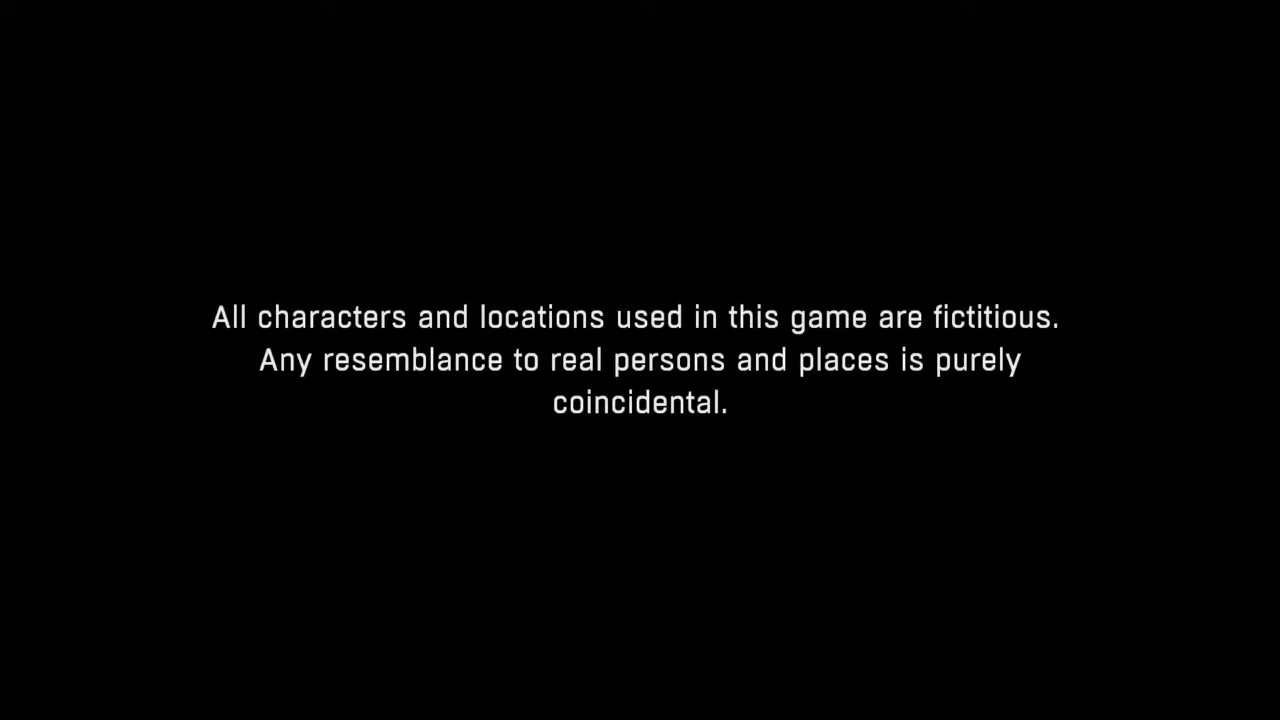 All characters and locations used in this game are fictitious.
Any resemblance to real persons and places is purely
coincidental.